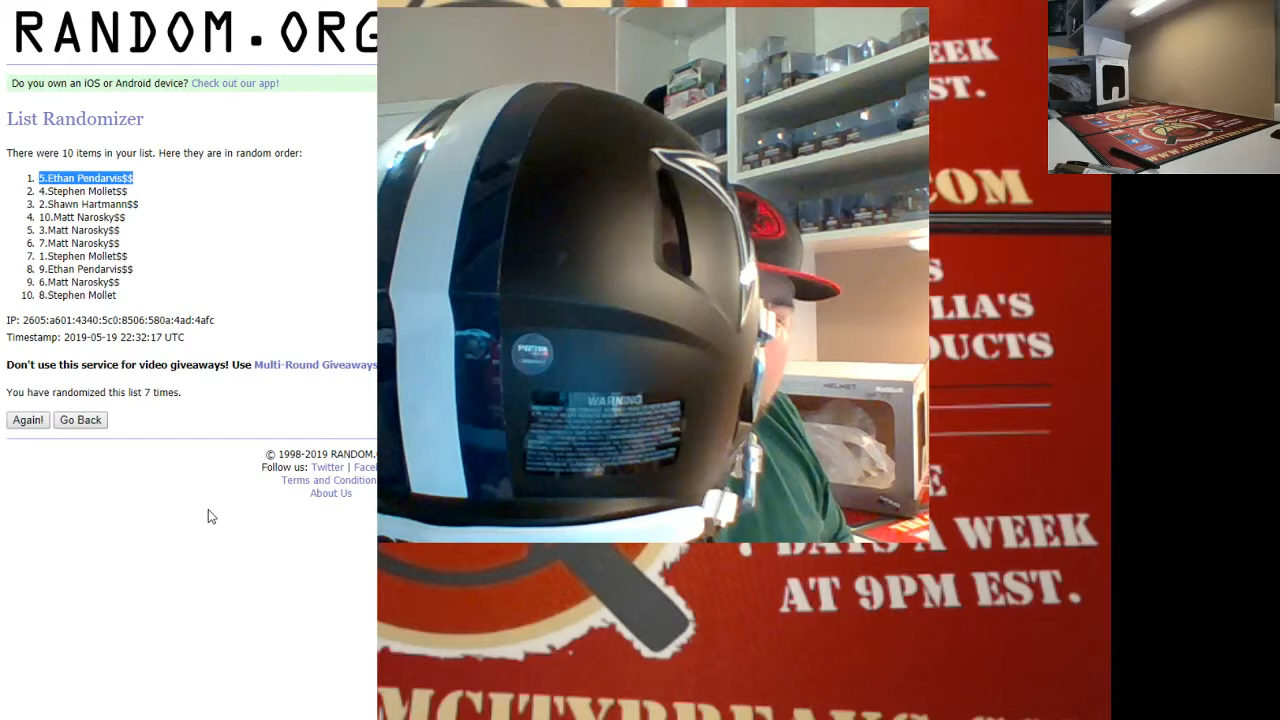 RANDOM.ORG
Do you own an iOS or Android device? Check out our app!
List Randomizer
There were 10 items in your list. Here they are in random order:
1. 5.Ethan Pendarvis$$
2. 4.Stephen Mollet$$
3. 2.Shawn Hartmann$$
4. 10.Matt Narosky$$
5. 3.Matt Narosky$$
6. 7.Matt Narosky$$
7. 1.Stephen Mollet$$
8. 9.Ethan Pendarvis$$
9. 6.Matt Narosky$$
10. 8.Stephen Mollet
IP: 2605:a601:4340:5c0:8506:580a:4ad:4afc
Timestamp: 2019-05-19 22:32:17 UTC
Don't use this service for video giveaways! Use Multi-Round Giveaways
You have randomized this list 7 times.
Again! Go Back
© 1998-2019 RANDOM.
Follow us: Twitter | Face
Terms and Condition
About Us
WARNING
HELMET
EEK
ST.
COM
S
LIA'S
DUCTS
E
DAYS A WEEK
AT 9PM EST.
MCITYBREAKS.